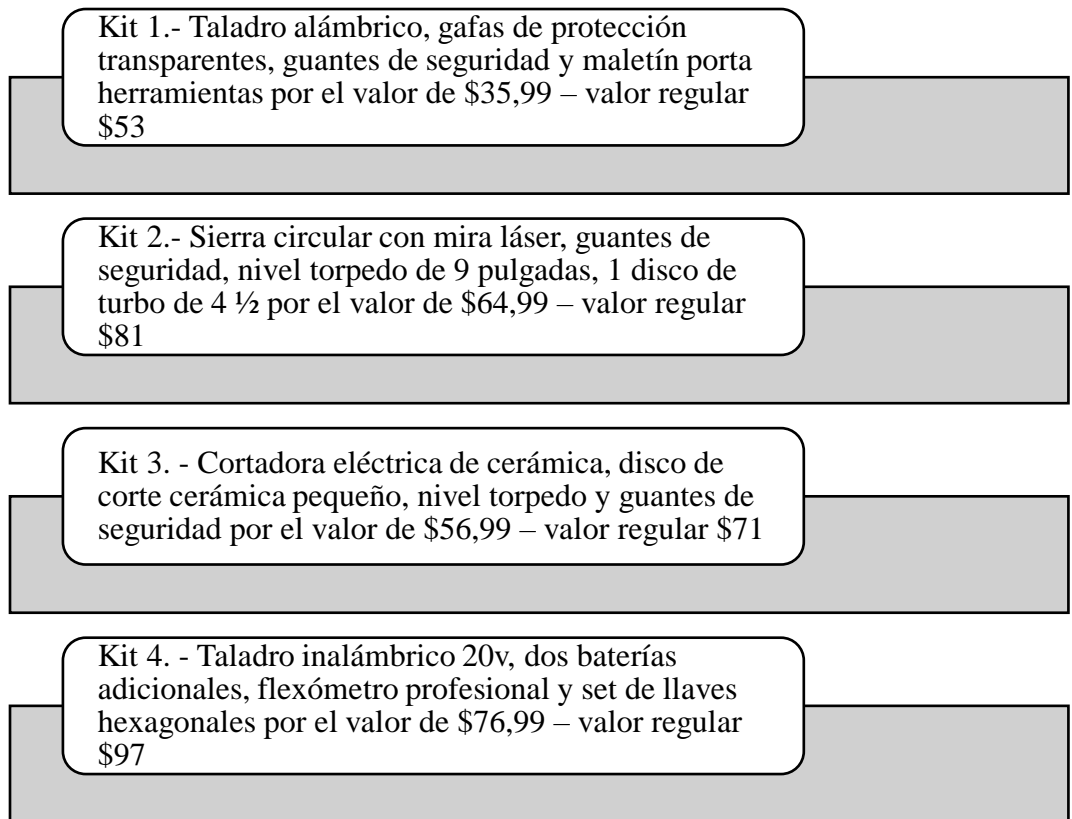 Kit 1.- Taladro alámbrico, gafas de protección
transparentes, guantes de seguridad y maletín porta
herramientas por el valor de $35,99 – valor regular
$53
Kit 2.- Sierra circular con mira láser, guantes de
seguridad, nivel torpedo de 9 pulgadas, 1 disco de
turbo de 4 ½ por el valor de $64,99 – valor regular
$81
Kit 3. - Cortadora eléctrica de cerámica, disco de
corte cerámica pequeño, nivel torpedo y guantes de
seguridad por el valor de $56,99 – valor regular $71
Kit 4. - Taladro inalámbrico 20v, dos baterías
adicionales, flexómetro profesional y set de llaves
hexagonales por el valor de $76,99 – valor regular
$97